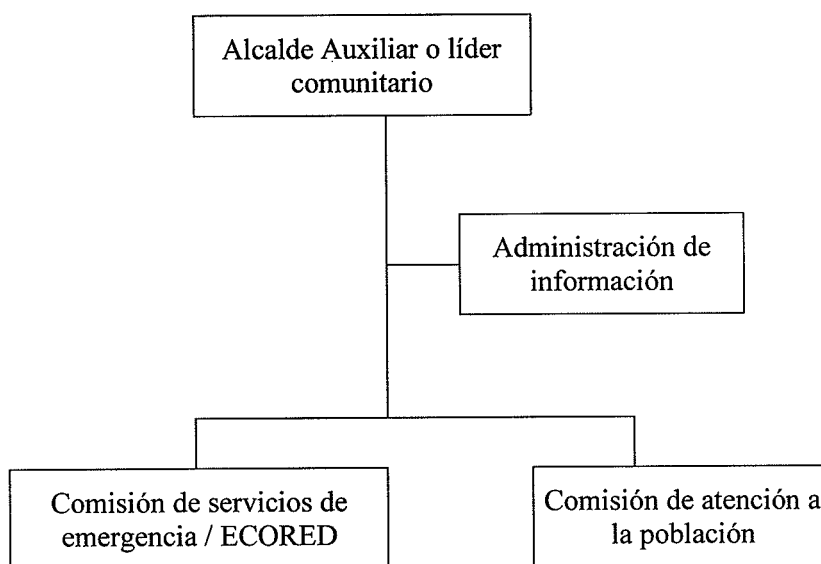 Alcalde Auxiliar o líder
comunitario
Administración de
información
Comisión de servicios de
emergencia / ECORED
Comisión de atención a
la población